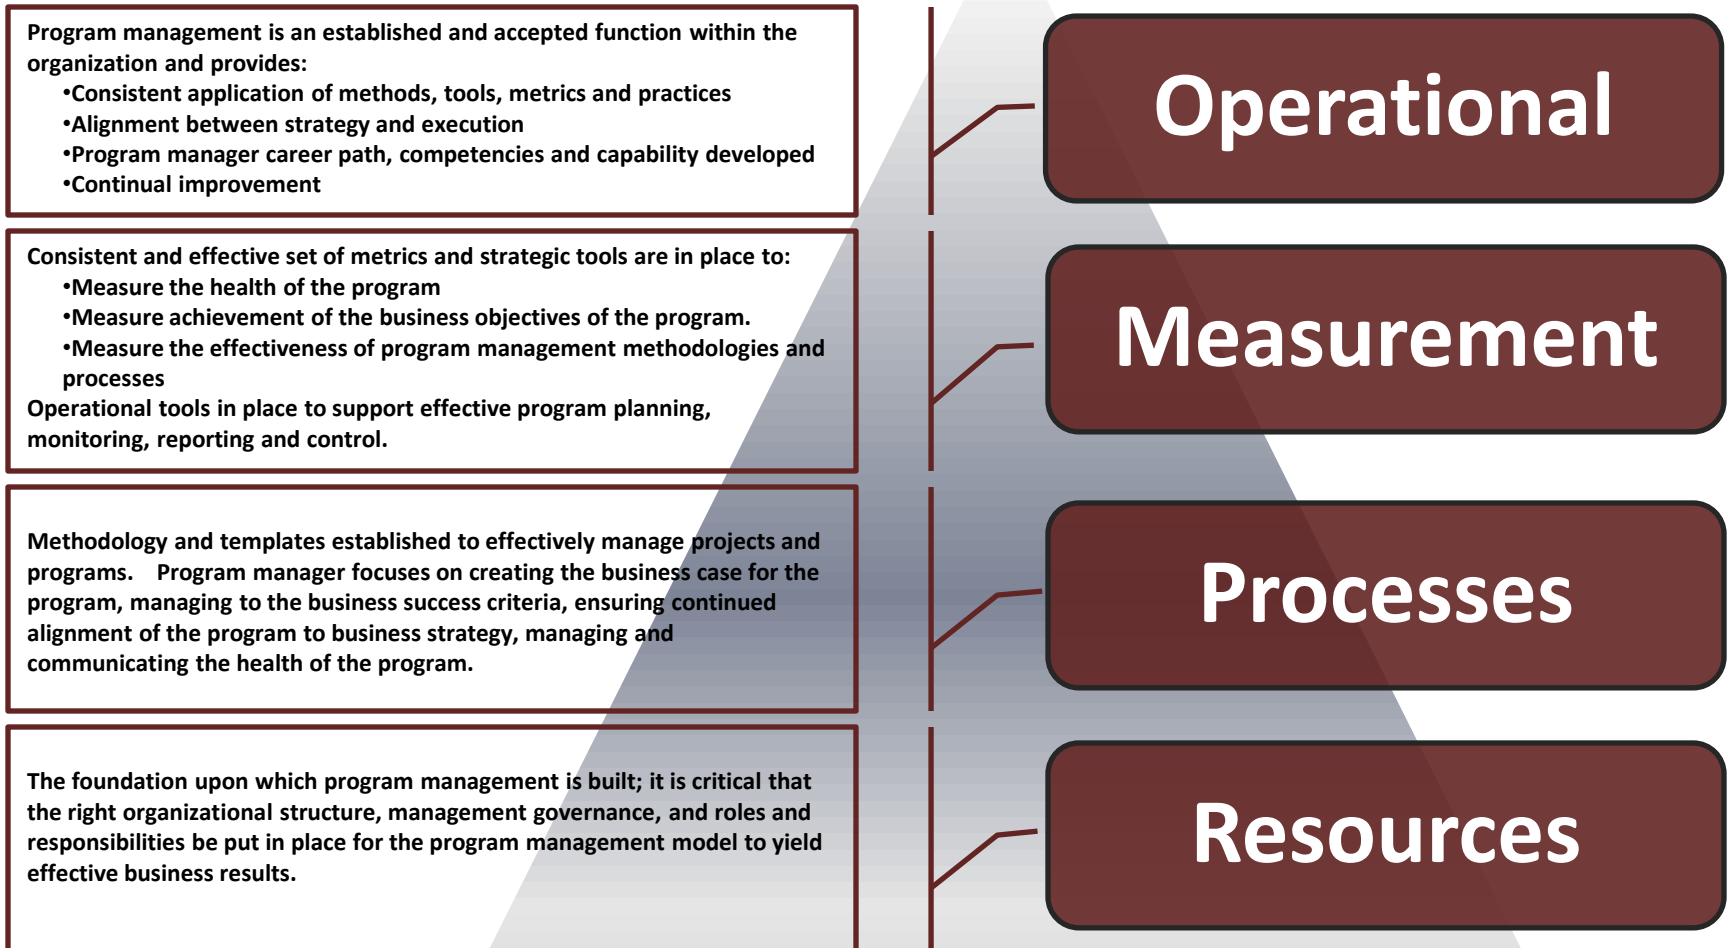 Program management is an established and accepted function within the
organization and provides:
•Consistent application of methods, tools, metrics and practices
•Alignment between strategy and execution
•Program manager career path, competencies and capability developed
•Continual improvement
Operational
Consistent and effective set of metrics and strategic tools are in place to:
•Measure the health of the program
•Measure achievement of the business objectives of the program.
•Measure the effectiveness of program management methodologies and
processes
Operational tools in place to support effective program planning,
monitoring, reporting and control.
Measurement
Methodology and templates established to effectively manage projects and
programs.   Program manager focuses on creating the business case for the
program, managing to the business success criteria, ensuring continued
alignment of the program to business strategy, managing and
communicating the health of the program.
Processes
The foundation upon which program management is built; it is critical that
the right organizational structure, management governance, and roles and
responsibilities be put in place for the program management model to yield
effective business results.
Resources